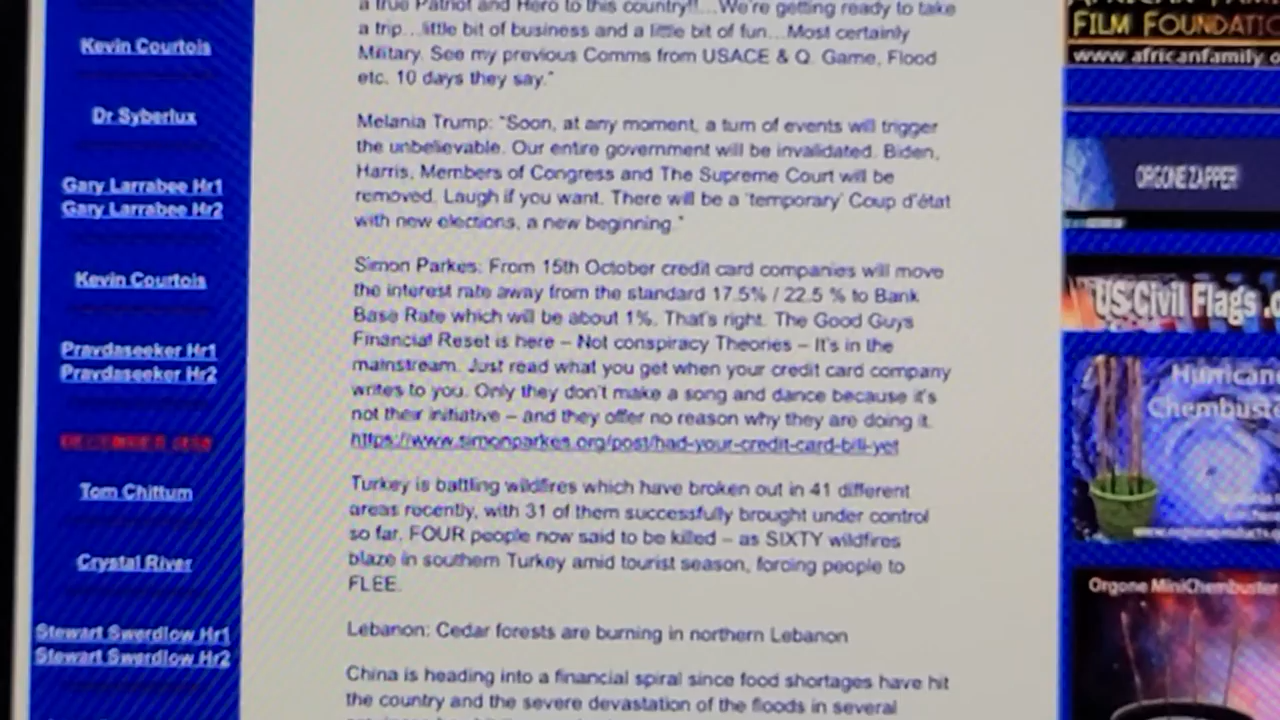 a true Patriot and Hero to this country!!...We're getting ready to take
a trip...little bit of business and a little bit of fun...Most certainly
Military. See my previous Comms from USACE & Q. Game, Flood
etc. 10 days they say."
Melania Trump: "Soon, at any moment, a turn of events will trigger
the unbelievable. Our entire government will be invalidated. Biden,
Harris, Members of Congress and The Supreme Court will be
removed. Laugh if you want. There will be a 'temporary' Coup d'état
with new elections, a new beginning."
Simon Parkes: From 15th October credit card companies will move
the interest rate away from the standard 17.5% / 22.5 % to Bank
Base Rate which will be about 1%. That's right. The Good Guys
Financial Reset is here – Not conspiracy Theories – It's in the
mainstream. Just read what you get when your credit card company
writes to you. Only they don't make a song and dance because it's
not their initiative – and they offer no reason why they are doing it.
https://www.simonparkes.org/post/had-your-credit-card-bill-yet
Turkey is battling wildfires which have broken out in 41 different
areas recently, with 31 of them successfully brought under control
so far. FOUR people now said to be killed – as SIXTY wildfires
blaze in southern Turkey amid tourist season, forcing people to
FLEE.
Lebanon: Cedar forests are burning in northern Lebanon
China is heading into a financial spiral since food shortages have hit
the country and the severe devastation of the floods in several
Kevin Courtois
Dr Syberlux
Gary Larrabee Hr1
Gary Larrabee Hr2
Kevin Courtois
Pravdaseeker Hr1
Pravdaseeker Hr2
Tom Chittum
Crystal River
Stewart Swerdlow Hr1
Stewart Swerdlow Hr2
FILM FOUNDATIO
www.africanfamily.o
ORGONE ZAPPER
US Civil Flags .c
Hurricane
Chembuste
Orgone MiniChembuster